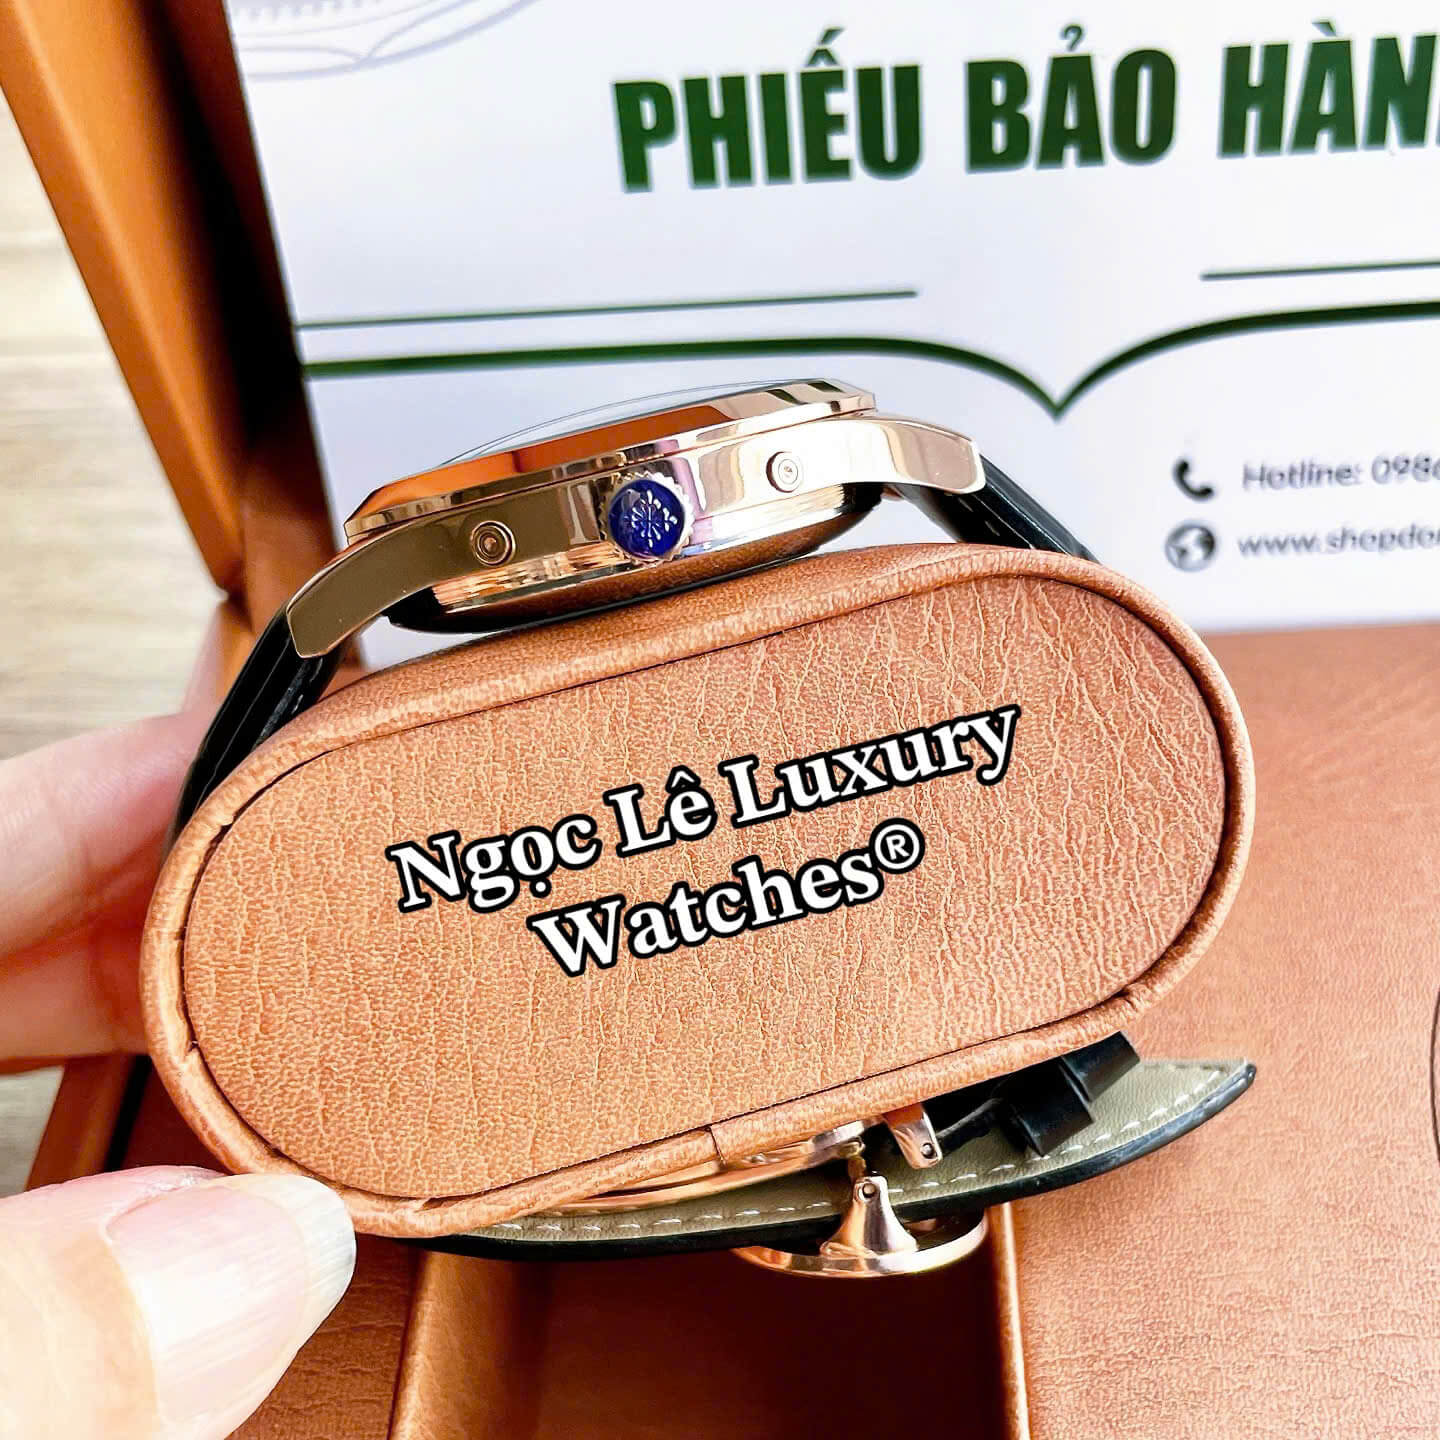 PHIẾU BẢO HÀN
Hotline: 098
www.shopdo
Ngọc Lê Luxury
Watches®